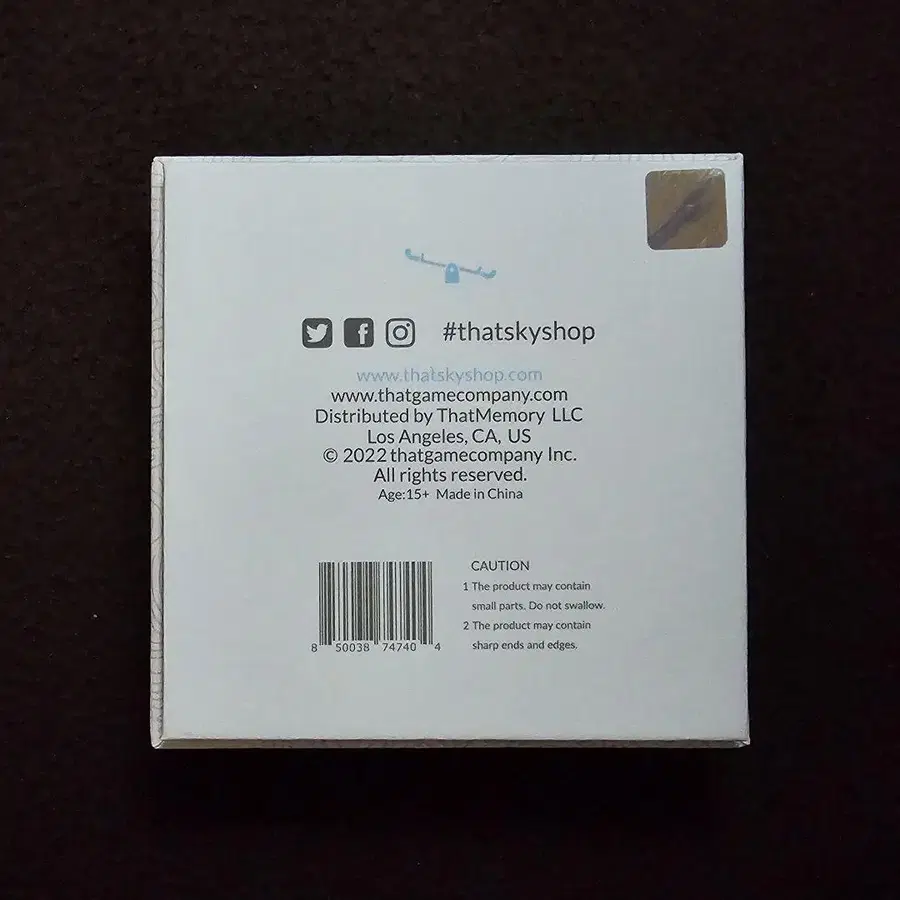 #thatskyshop
www.thatskyshop.com
www.thatgamecompany.com
Distributed by ThatMemory LLC
Los Angeles, CA, US
© 2022 thatgamecompany Inc.
All rights reserved.
Age:15+ Made in China
CAUTION
1 The product may contain
small parts. Do not swallow.
2 The product may contain
sharp ends and edges.
8 50038 74740 4